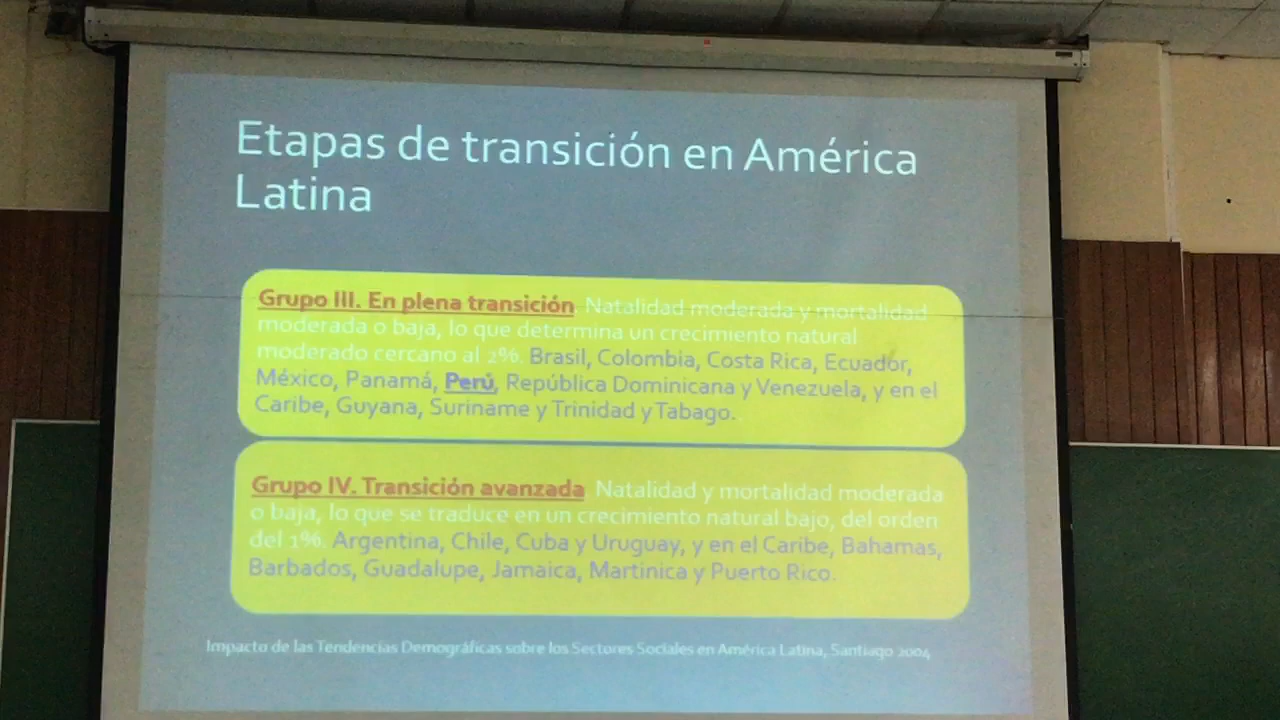 Etapas de transición en América
Latina
Grupo III. En plena transición. Natalidad moderada y mortalidad
moderada o baja, lo que determina un crecimiento natural
moderado cercano al 2%. Brasil, Colombia, Costa Rica, Ecuador,
México, Panamá, Perú, República Dominicana y Venezuela, y en el
Caribe, Guyana, Suriname y Trinidad y Tabago.
Grupo IV. Transición avanzada Natalidad y mortalidad moderada
o baja, lo que se traduce en un crecimiento natural bajo, del orden
del 1%. Argentina, Chile, Cuba y Uruguay, y en el Caribe, Bahamas,
Barbados, Guadalupe, Jamaica, Martinica y Puerto Rico.
Impacto de las Tendencias Demográficas sobre los Sectores Sociales en América Latina, Santiago 2004